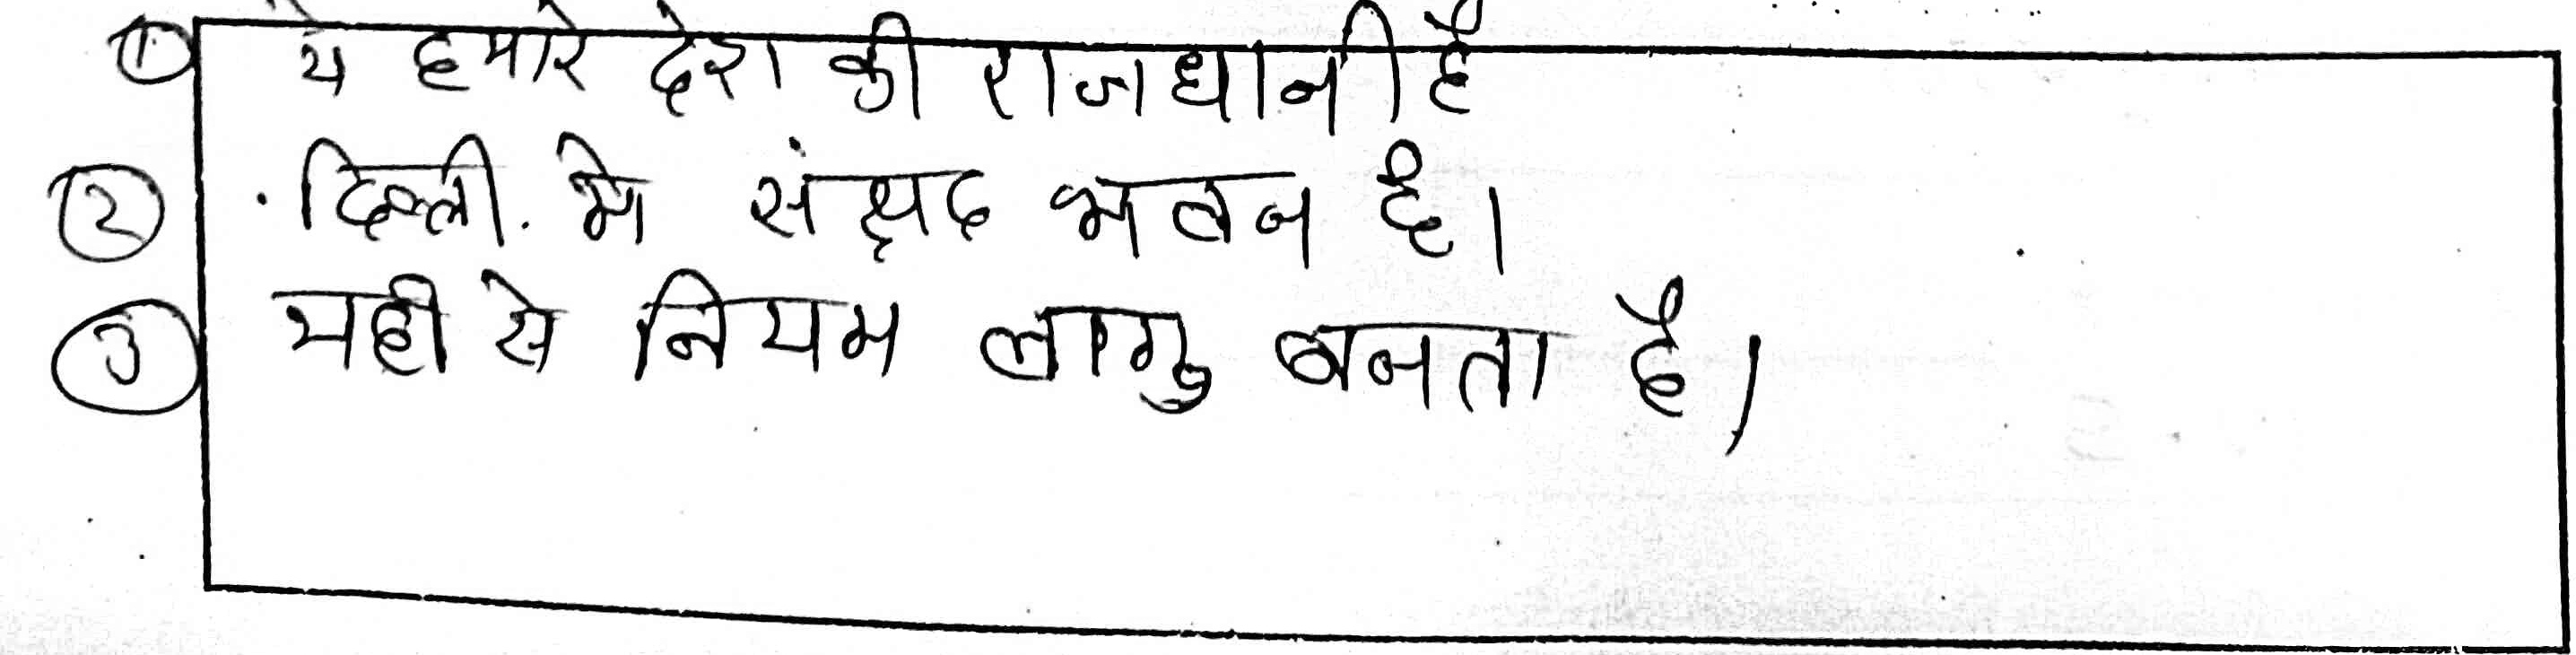 ① ये हमारे देश की राजधानी है
② दिल्ली मे संसद भवन है।
③ यही से नियम लागु बनता है।